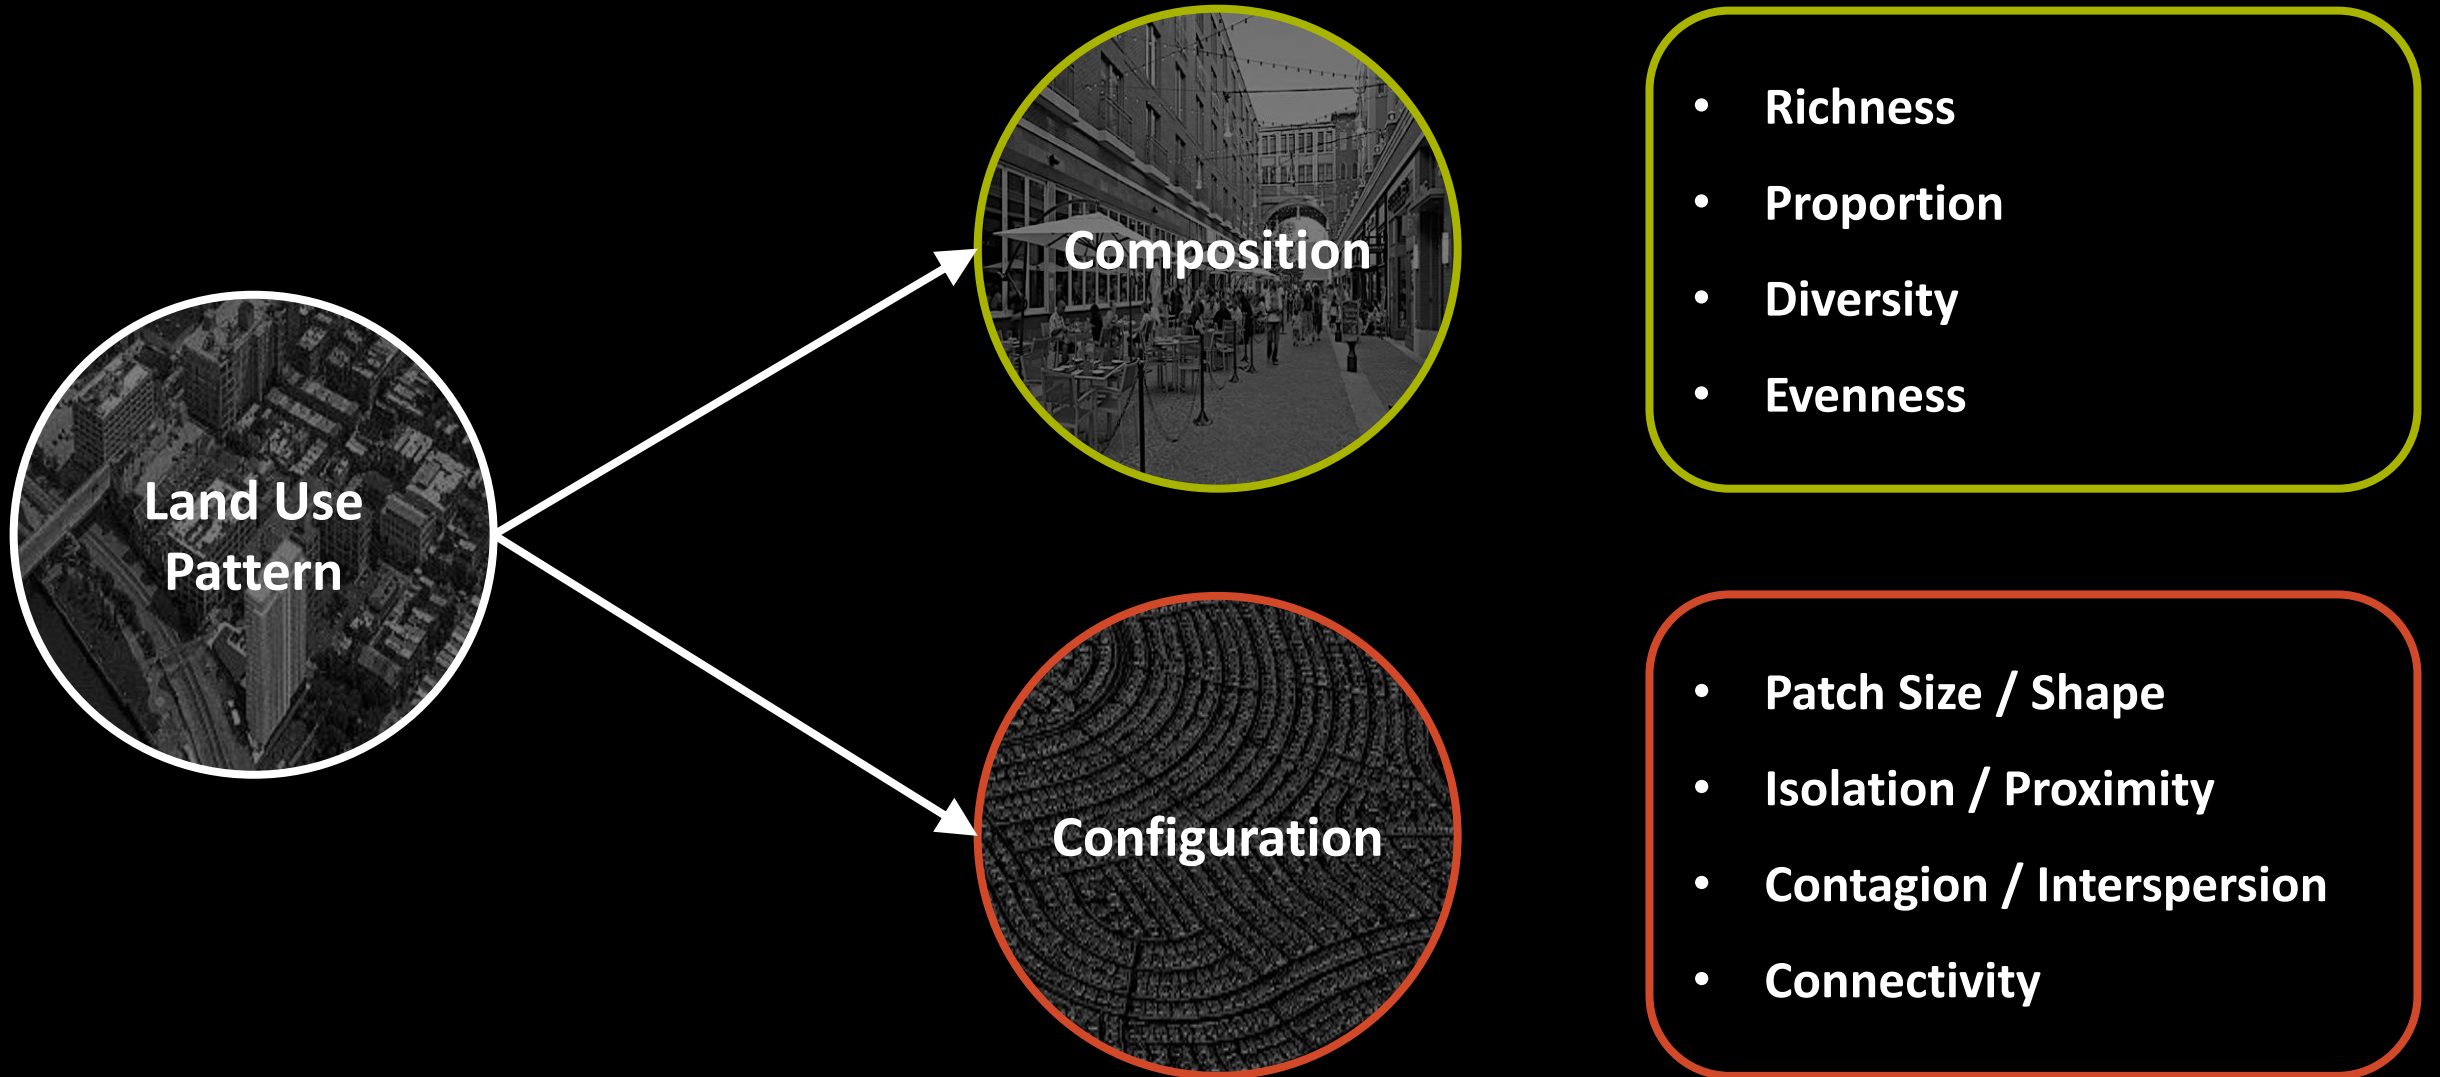 Land Use
Pattern
Composition
• Richness
• Proportion
• Diversity
• Evenness
Configuration
• Patch Size / Shape
• Isolation / Proximity
• Contagion / Interspersion
• Connectivity